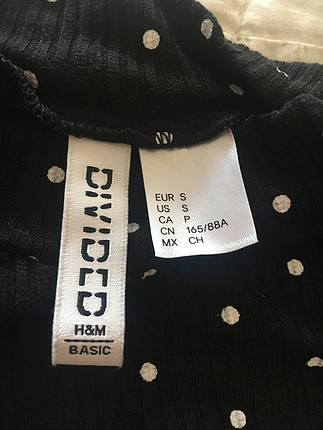 DIVIDED
H&M
BASIC
EUR S
US S
CA P
CN 165/88A
MX CH